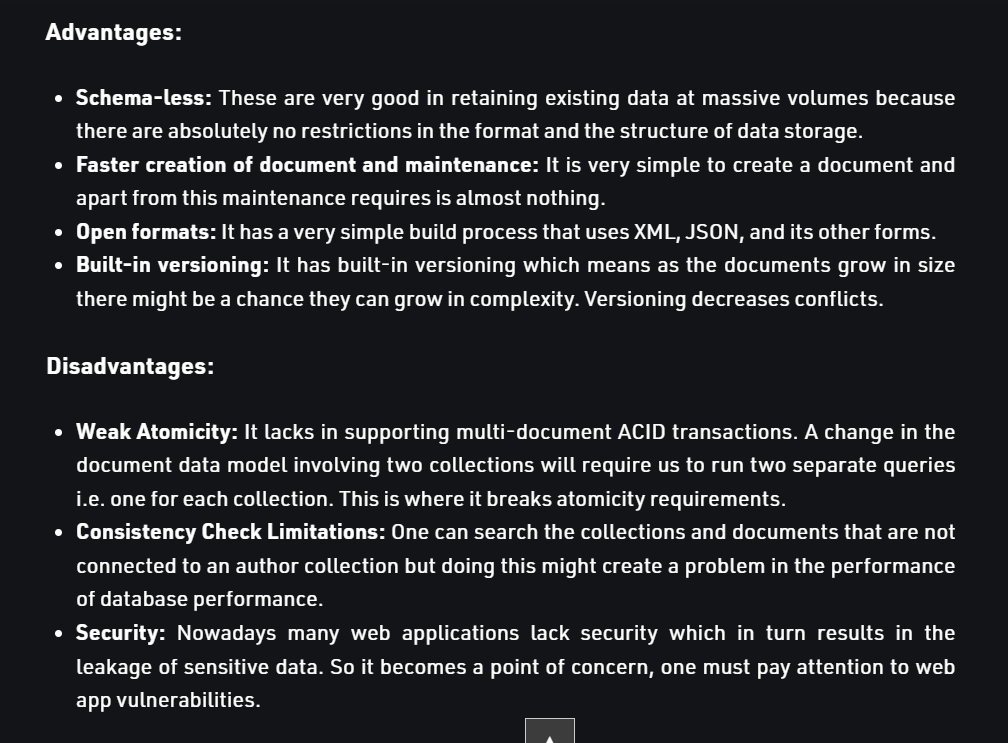 Advantages:
• Schema-less: These are very good in retaining existing data at massive volumes because
there are absolutely no restrictions in the format and the structure of data storage.
• Faster creation of document and maintenance: It is very simple to create a document and
apart from this maintenance requires is almost nothing.
• Open formats: It has a very simple build process that uses XML, JSON, and its other forms.
• Built-in versioning: It has built-in versioning which means as the documents grow in size
there might be a chance they can grow in complexity. Versioning decreases conflicts.
Disadvantages:
• Weak Atomicity: It lacks in supporting multi-document ACID transactions. A change in the
document data model involving two collections will require us to run two separate queries
i.e. one for each collection. This is where it breaks atomicity requirements.
• Consistency Check Limitations: One can search the collections and documents that are not
connected to an author collection but doing this might create a problem in the performance
of database performance.
• Security: Nowadays many web applications lack security which in turn results in the
leakage of sensitive data. So it becomes a point of concern, one must pay attention to web
app vulnerabilities.